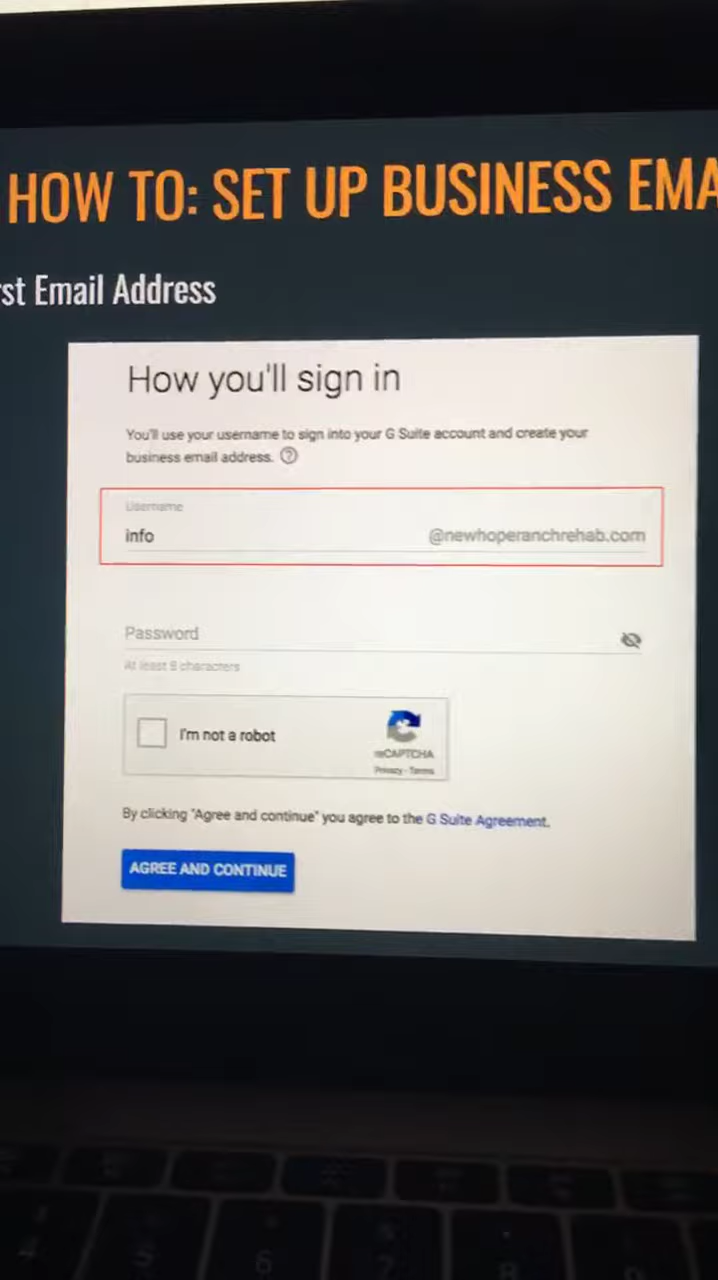 HOW TO: SET UP BUSINESS EMA
st Email Address
How you'll sign in
You'll use your username to sign into your G Suite account and create your
business email address. ?
Username
info @newhoperanchrehab.com
Password
At least 8 characters
I'm not a robot
reCAPTCHA
Privacy - Terms
By clicking "Agree and continue" you agree to the G Suite Agreement.
AGREE AND CONTINUE
6